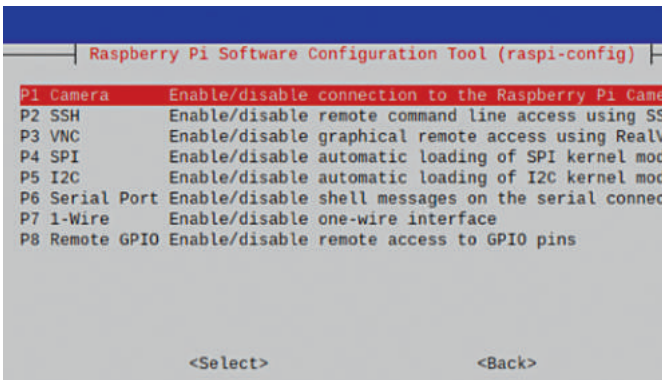 Raspberry Pi Software Configuration Tool (raspi-config)
P1 Camera Enable/disable connection to the Raspberry Pi Came
P2 SSH Enable/disable remote command line access using SS
P3 VNC Enable/disable graphical remote access using RealV
P4 SPI Enable/disable automatic loading of SPI kernel mod
P5 I2C Enable/disable automatic loading of I2C kernel mod
P6 Serial Port Enable/disable shell messages on the serial connec
P7 1-Wire Enable/disable one-wire interface
P8 Remote GPIO Enable/disable remote access to GPIO pins
<Select> <Back>